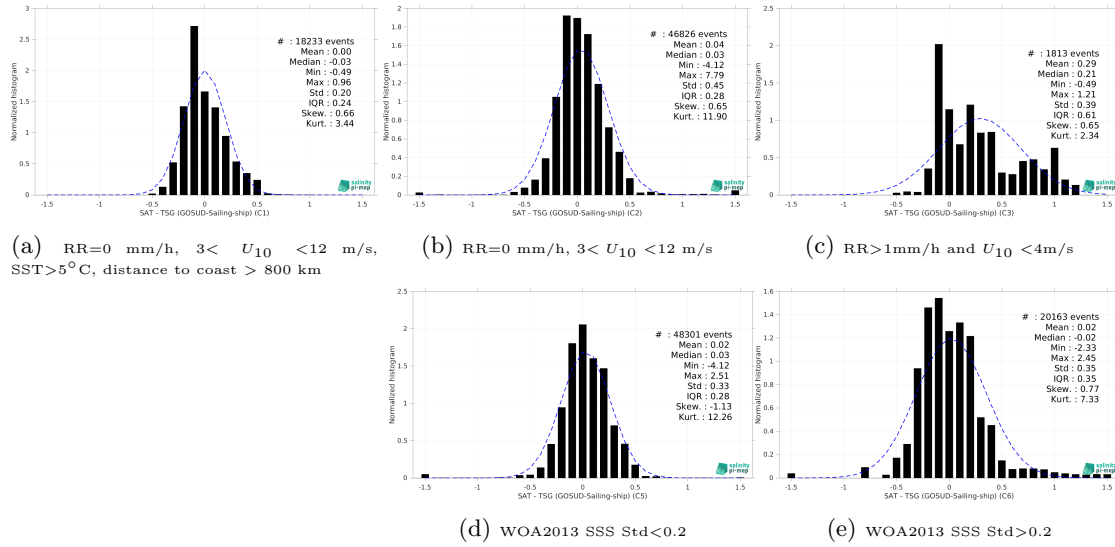 3
2.5
2
1.5
1
0.5
0
-1.5 -1 -0.5 0 0.5 1 1.5
Normalized histogram
SAT - TSG (GOSUD-Sailing-ship) (C1)
# : 18233 events
Mean : 0.00
Median : -0.03
Min : -0.49
Max : 0.96
Std : 0.20
IQR : 0.24
Skew. : 0.66
Kurt. : 3.44
salinity
pi-mep
(a) RR=0 mm/h, 3< U10 <12 m/s,
SST>5°C, distance to coast > 800 km
2
1.8
1.6
1.4
1.2
1
0.8
0.6
0.4
0.2
0
-1.5 -1 -0.5 0 0.5 1 1.5
Normalized histogram
SAT - TSG (GOSUD-Sailing-ship) (C2)
# : 46826 events
Mean : 0.04
Median : 0.03
Min : -4.12
Max : 7.79
Std : 0.45
IQR : 0.28
Skew. : 0.65
Kurt. : 11.90
salinity
pi-mep
(b) RR=0 mm/h, 3< U10 <12 m/s
2.5
2
1.5
1
0.5
0
-1.5 -1 -0.5 0 0.5 1 1.5
Normalized histogram
SAT - TSG (GOSUD-Sailing-ship) (C3)
# : 1813 events
Mean : 0.29
Median : 0.21
Min : -0.49
Max : 1.21
Std : 0.39
IQR : 0.61
Skew. : 0.65
Kurt. : 2.34
salinity
pi-mep
(c) RR>1mm/h and U10 <4m/s
2.5
2
1.5
1
0.5
0
-1.5 -1 -0.5 0 0.5 1 1.5
Normalized histogram
SAT - TSG (GOSUD-Sailing-ship) (C5)
# : 48301 events
Mean : 0.02
Median : 0.03
Min : -4.12
Max : 2.51
Std : 0.33
IQR : 0.28
Skew. : -1.13
Kurt. : 12.26
salinity
pi-mep
(d) WOA2013 SSS Std<0.2
1.6
1.4
1.2
1
0.8
0.6
0.4
0.2
0
-1.5 -1 -0.5 0 0.5 1 1.5
Normalized histogram
SAT - TSG (GOSUD-Sailing-ship) (C6)
# : 20163 events
Mean : 0.02
Median : -0.02
Min : -2.33
Max : 2.45
Std : 0.35
IQR : 0.35
Skew. : 0.77
Kurt. : 7.33
salinity
pi-mep
(e) WOA2013 SSS Std>0.2